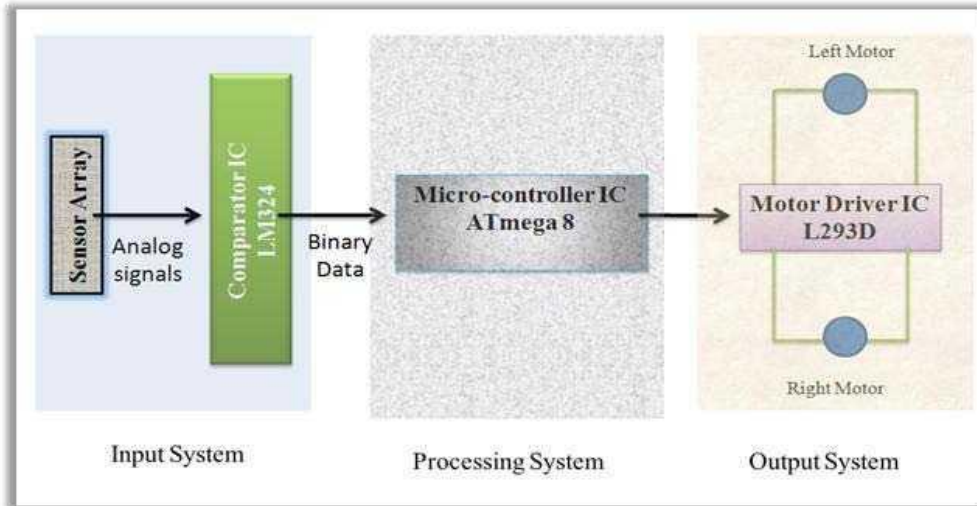 Sensor Array
Analog
signals
Comparator IC
LM324
Binary
Data
Micro-controller IC
ATmega 8
Left Motor
Motor Driver IC
L293D
Right Motor
Input System
Processing System
Output System